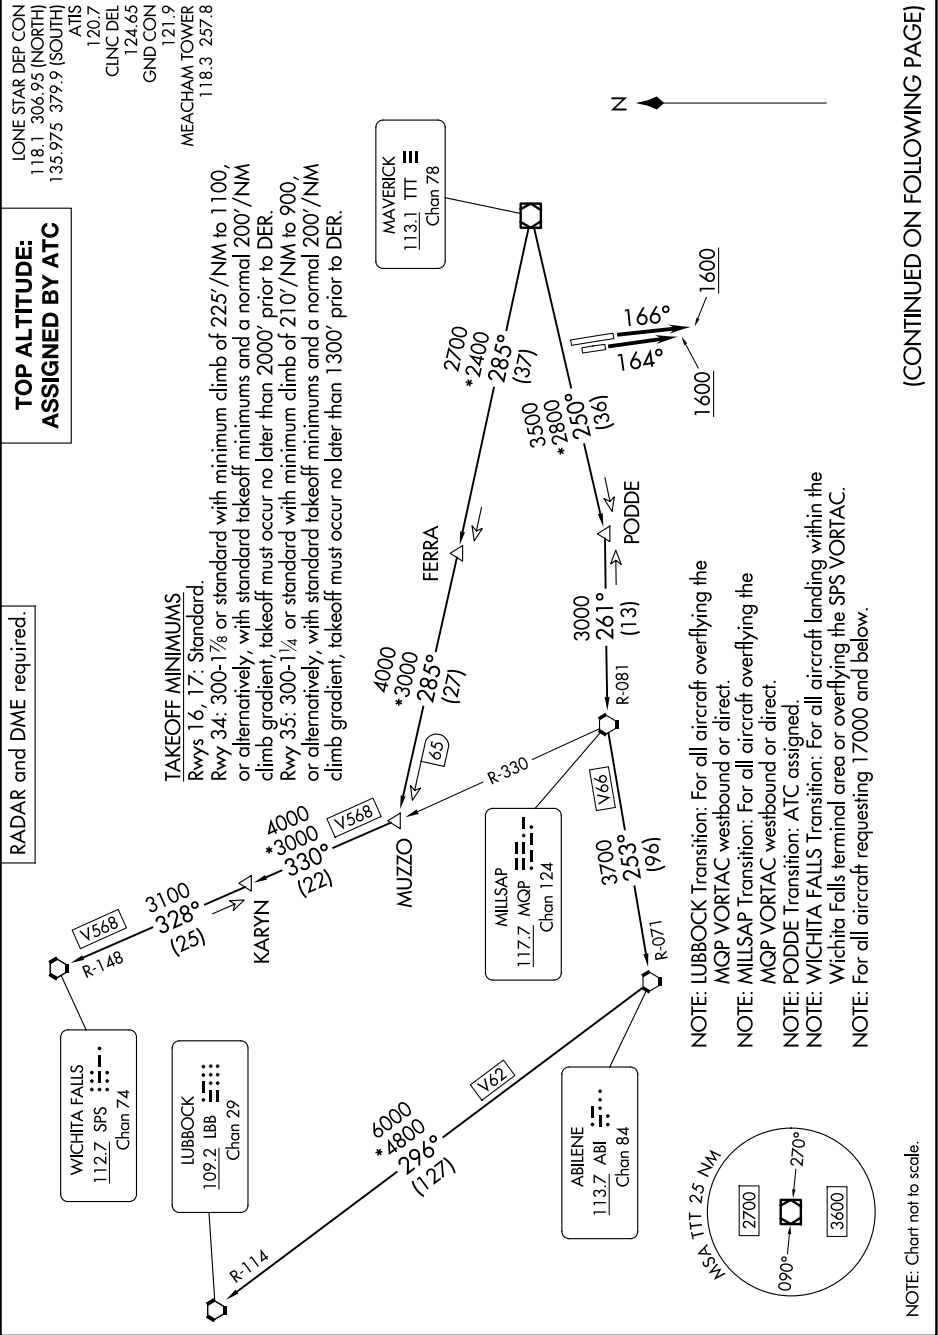 RADAR and DME required.
TOP ALTITUDE:
ASSIGNED BY ATC
LONE STAR DEP CON
118.1 306.95 (NORTH)
135.975 379.9 (SOUTH)
ATIS
120.7
CLNC DEL
124.65
GND CON
121.9
MEACHAM TOWER
118.3 257.8
TAKEOFF MINIMUMS
Rwys 16, 17: Standard.
Rwy 34: 300-1⅞ or standard with minimum climb of 225'/NM to 1100,
or alternatively, with standard takeoff minimums and a normal 200'/NM
climb gradient, takeoff must occur no later than 2000' prior to DER.
Rwy 35: 300-1¼ or standard with minimum climb of 210'/NM to 900,
or alternatively, with standard takeoff minimums and a normal 200'/NM
climb gradient, takeoff must occur no later than 1300' prior to DER.
WICHITA FALLS
112.7 SPS
Chan 74
R-148
V568
3100
328°
(25)
KARYN
4000
*3000
330°
(22)
V568
MUZZO
65
4000
*3000
285°
(27)
FERRA
2700
*2400
285°
(37)
MAVERICK
113.1 TTT
Chan 78
N
LUBBOCK
109.2 LBB
Chan 29
R-114
6000
*4800
296°
(127)
V62
ABILENE
113.7 ABI
Chan 84
R-071
3700
253°
(96)
V66
MILLSAP
117.7 MQP
Chan 124
R-330
R-081
3000
261°
(13)
PODDE
3500
*2800
250°
(36)
164°
166°
1600
1600
NOTE: LUBBOCK Transition: For all aircraft overflying the
MQP VORTAC westbound or direct.
NOTE: MILLSAP Transition: For all aircraft overflying the
MQP VORTAC westbound or direct.
NOTE: PODDE Transition: ATC assigned.
NOTE: WICHITA FALLS Transition: For all aircraft landing within the
Wichita Falls terminal area or overflying the SPS VORTAC.
NOTE: For all aircraft requesting 17000 and below.
MSA TTT 25 NM
2700
090°
270°
3600
NOTE: Chart not to scale.
(CONTINUED ON FOLLOWING PAGE)